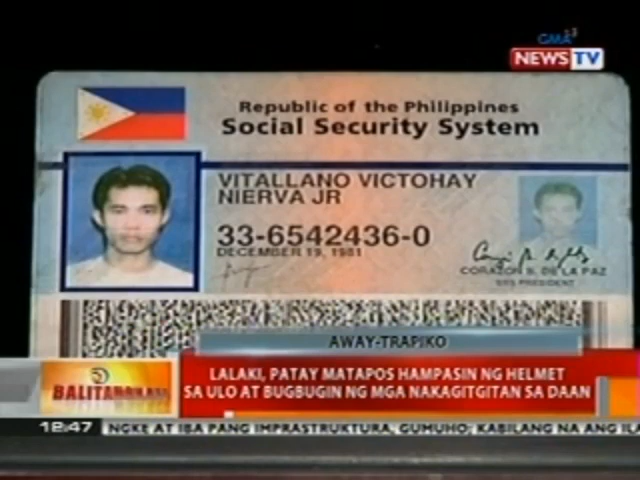 GMA
NEWS TV
Republic of the Philippines
Social Security System
VITALLANO VICTOHAY
NIERVA JR
33-6542436-0
DECEMBER 19, 1981
CORAZON S. DE LA PAZ
SSS PRESIDENT
AWAY-TRAPIKO
LALAKI, PATAY MATAPOS HAMPASIN NG HELMET
SA ULO AT BUGBUGIN NG MGA NAKAGITGITAN SA DAAN
18:47
NGKE AT IBA PANG IMPRASTRUKTURA, GUMUHO; KABILANG NA ANG ILA